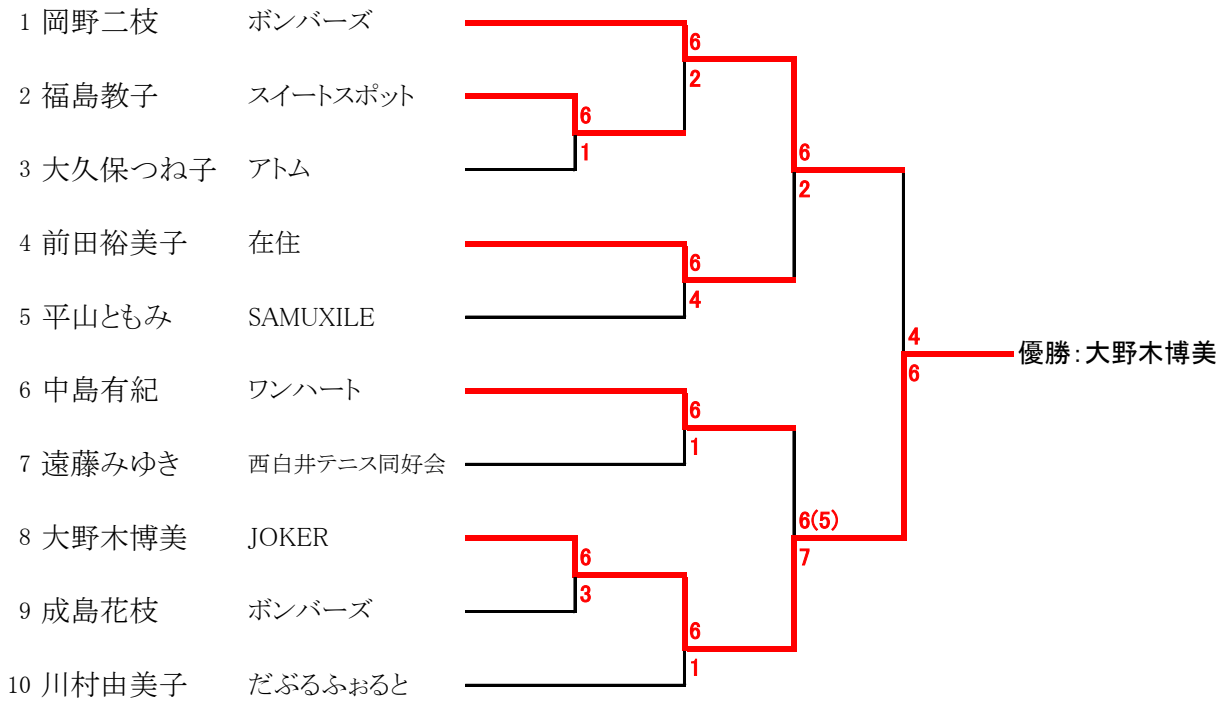 1 岡野二枝 ボンバーズ
6
2
2 福島教子 スイートスポット
6
1
3 大久保つね子 アトム
6
2
4 前田裕美子 在住
6
4
5 平山ともみ SAMUXILE
4
優勝：大野木博美
6
6 中島有紀 ワンハート
6
1
7 遠藤みゆき 西白井テニス同好会
6(5)
7
8 大野木博美 JOKER
6
3
9 成島花枝 ボンバーズ
6
1
10 川村由美子 だぶるふぉると